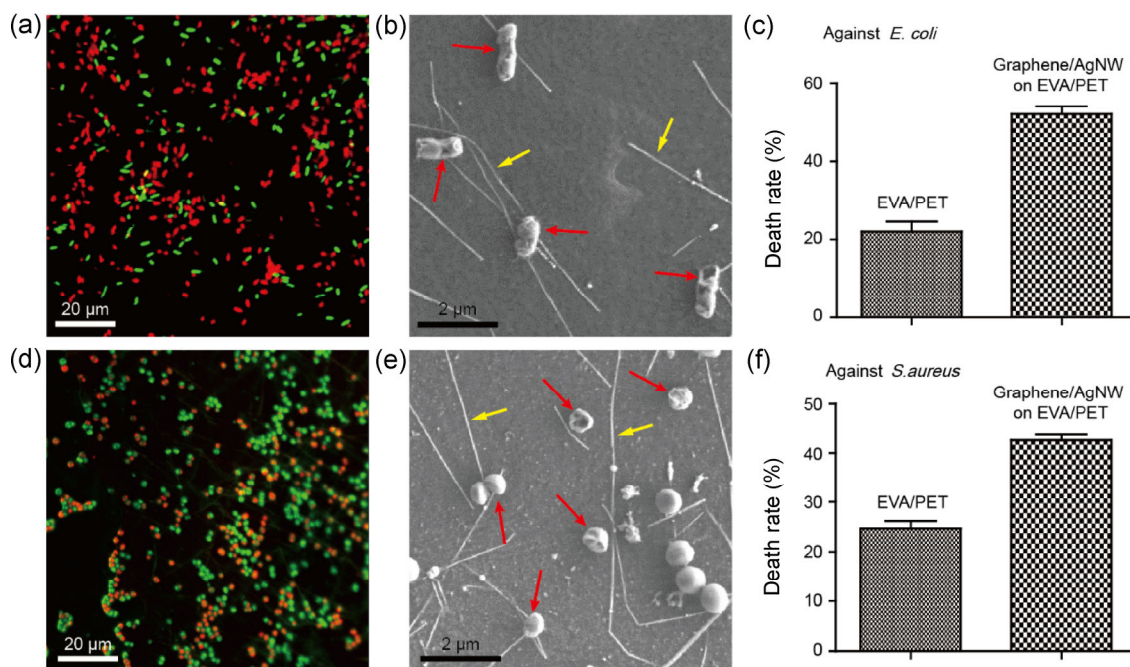 (a)
20 μm
(b)
2 μm
(c)
Against E. coli
Death rate (%)
60
40
20
0
EVA/PET
Graphene/AgNW
on EVA/PET
(d)
20 μm
(e)
2 μm
(f)
Against S.aureus
Death rate (%)
50
40
30
20
10
0
EVA/PET
Graphene/AgNW
on EVA/PET